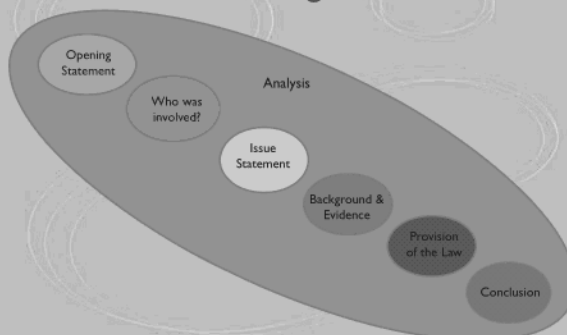 Opening
Statement
Analysis
Who was
involved?
Issue
Statement
Background &
Evidence
Provision
of the Law
Conclusion